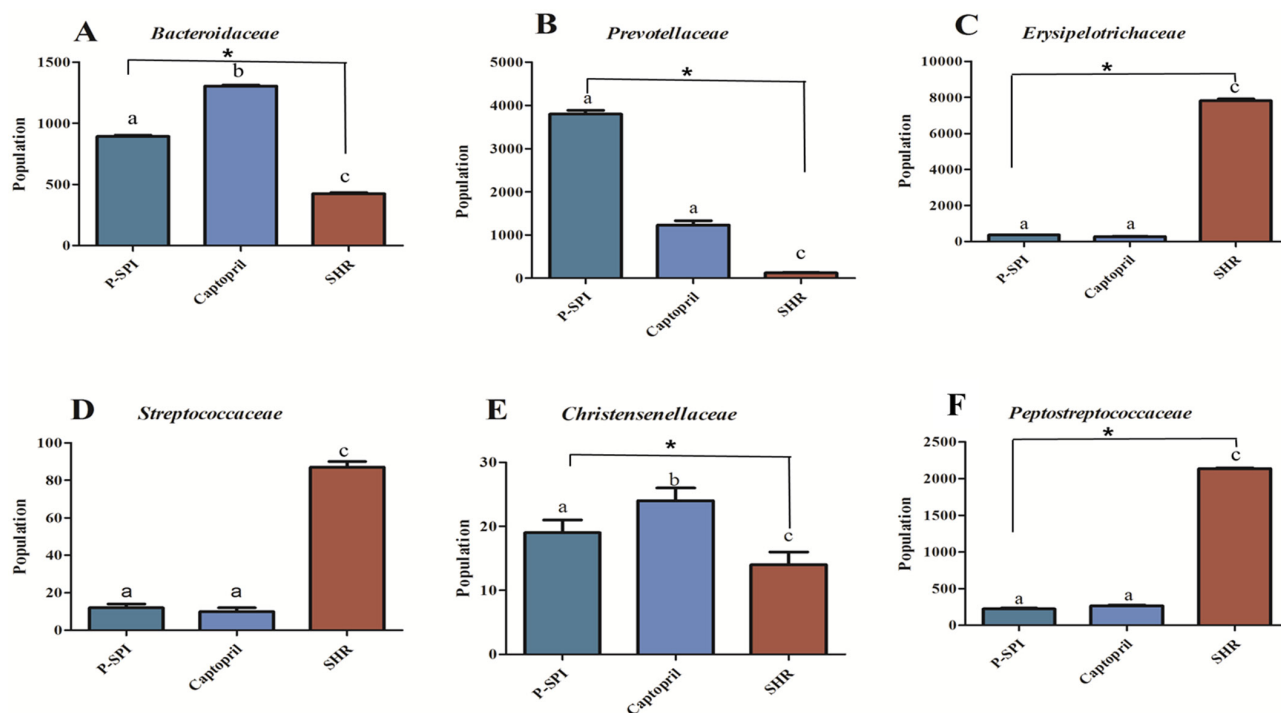 A
Bacteroidaceae
*
1500
1000
500
0
Population
a
b
c
P-SPI
Captopril
SHR
B
Prevotellaceae
*
5000
4000
3000
2000
1000
0
Population
a
a
c
P-SPI
Captopril
SHR
C
Erysipelotrichaceae
*
10000
8000
6000
4000
2000
0
Population
a
a
c
P-SPI
Captopril
SHR
D
Streptococcaceae
100
80
60
40
20
0
Population
a
a
c
P-SPI
Captopril
SHR
E
Christensenellaceae
*
30
20
10
0
Population
a
b
c
P-SPI
Captopril
SHR
F
Peptostreptococcaceae
*
2500
2000
1500
1000
500
0
Population
a
a
c
P-SPI
Captopril
SHR